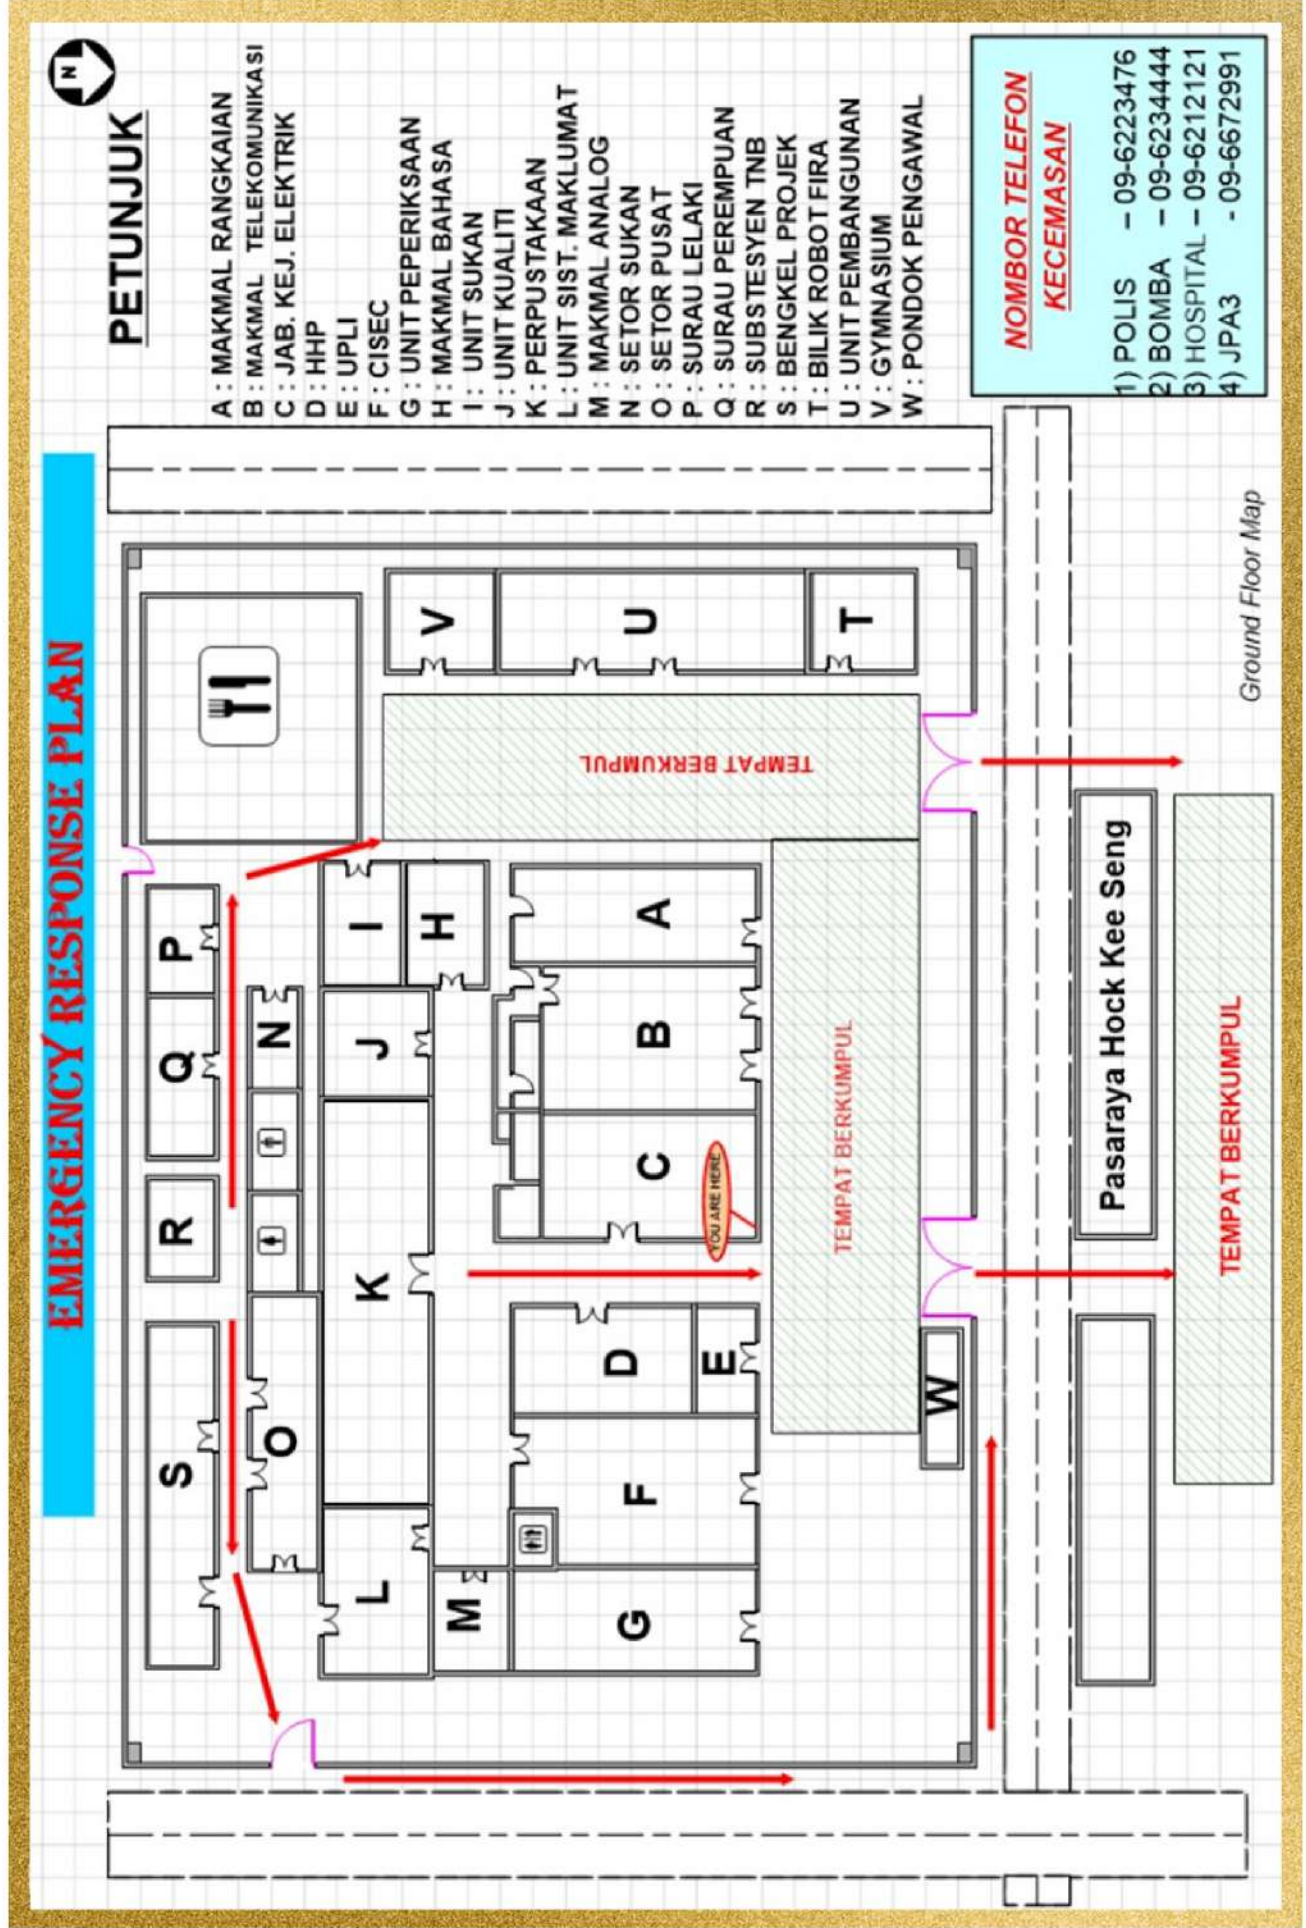 EMERGENCY RESPONSE PLAN
N
PETUNJUK
A : MAKMAL RANGKAIAN
B : MAKMAL TELEKOMUNIKASI
C : JAB. KEJ. ELEKTRIK
D : HHP
E : UPLI
F : CISEC
G : UNIT PEPERIKSAAN
H : MAKMAL BAHASA
I : UNIT SUKAN
J : UNIT KUALITI
K : PERPUSTAKAAN
L : UNIT SIST. MAKLUMAT
M : MAKMAL ANALOG
N : SETOR SUKAN
O : SETOR PUSAT
P : SURAU LELAKI
Q : SURAU PEREMPUAN
R : SUBSTESYEN TNB
S : BENGKEL PROJEK
T : BILIK ROBOT FIRA
U : UNIT PEMBANGUNAN
V : GYMNASIUM
W : PONDOK PENGAWAL
NOMBOR TELEFON
KECEMASAN
1) POLIS – 09-6223476
2) BOMBA – 09-6234444
3) HOSPITAL – 09-6212121
4) JPA3 - 09-6672991
S
R
Q
P
O
N
L
K
J
I
H
V
M
G
F
D
E
C
B
A
U
T
YOU ARE HERE
TEMPAT BERKUMPUL
TEMPAT BERKUMPUL
W
Pasaraya Hock Kee Seng
TEMPAT BERKUMPUL
Ground Floor Map